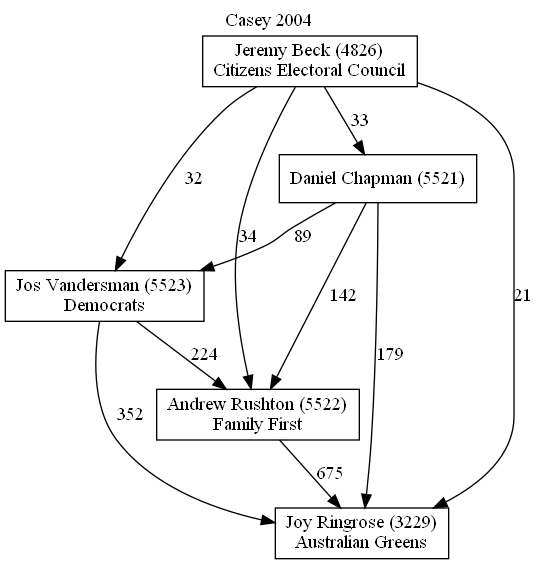 Casey 2004
Jeremy Beck (4826)
Citizens Electoral Council
33
Daniel Chapman (5521)
32
34
89
Jos Vandersman (5523)
Democrats
142
21
224
179
Andrew Rushton (5522)
Family First
352
675
Joy Ringrose (3229)
Australian Greens